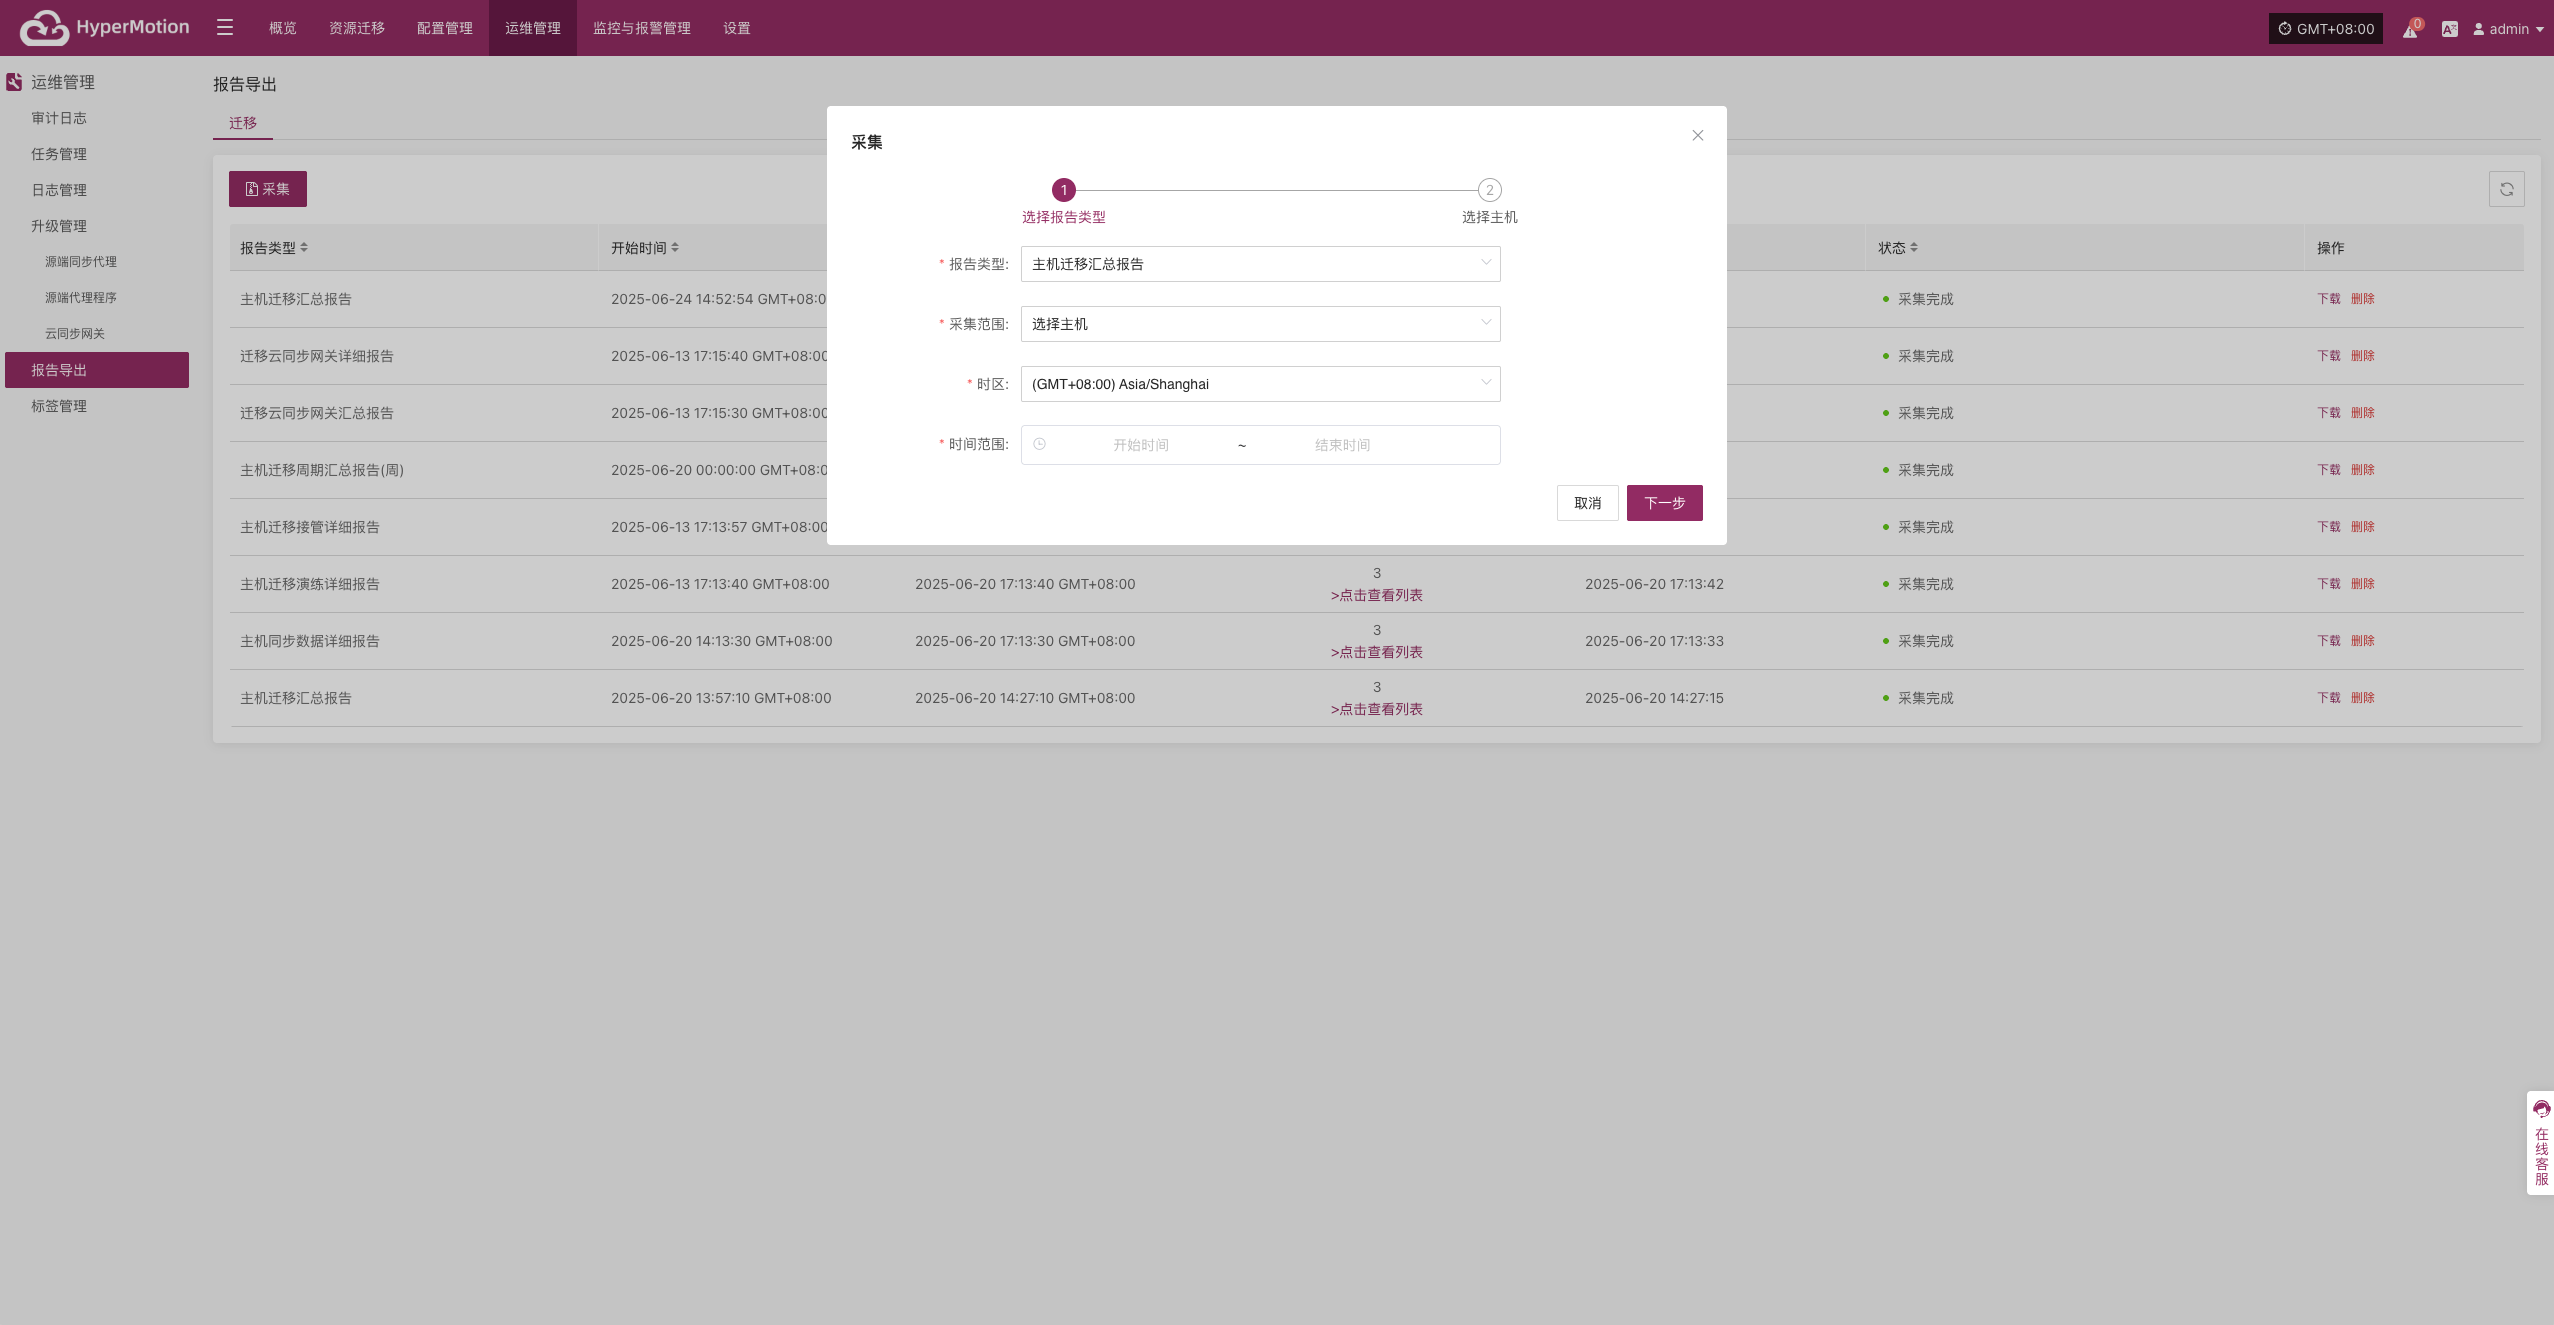 HyperMotion
概览
资源迁移
配置管理
运维管理
监控与报警管理
设置
GMT+08:00
0
admin
运维管理
审计日志
任务管理
日志管理
升级管理
源端同步代理
源端代理程序
云同步网关
报告导出
标签管理
报告导出
迁移
采集
采集
1
2
选择报告类型
选择主机
* 报告类型: 主机迁移汇总报告
* 采集范围: 选择主机
* 时区: (GMT+08:00) Asia/Shanghai
* 时间范围: 开始时间 ~ 结束时间
取消 下一步
报告类型 开始时间 状态 操作
主机迁移汇总报告 2025-06-24 14:52:54 GMT+08:0 采集完成 下载 删除
迁移云同步网关详细报告 2025-06-13 17:15:40 GMT+08:00 采集完成 下载 删除
迁移云同步网关汇总报告 2025-06-13 17:15:30 GMT+08:00 采集完成 下载 删除
主机迁移周期汇总报告(周) 2025-06-20 00:00:00 GMT+08:0 采集完成 下载 删除
主机迁移接管详细报告 2025-06-13 17:13:57 GMT+08:00 采集完成 下载 删除
主机迁移演练详细报告 2025-06-13 17:13:40 GMT+08:00 2025-06-20 17:13:40 GMT+08:00 3 >点击查看列表 2025-06-20 17:13:42 采集完成 下载 删除
主机同步数据详细报告 2025-06-20 14:13:30 GMT+08:00 2025-06-20 17:13:30 GMT+08:00 3 >点击查看列表 2025-06-20 17:13:33 采集完成 下载 删除
主机迁移汇总报告 2025-06-20 13:57:10 GMT+08:00 2025-06-20 14:27:10 GMT+08:00 3 >点击查看列表 2025-06-20 14:27:15 采集完成 下载 删除
在线客服